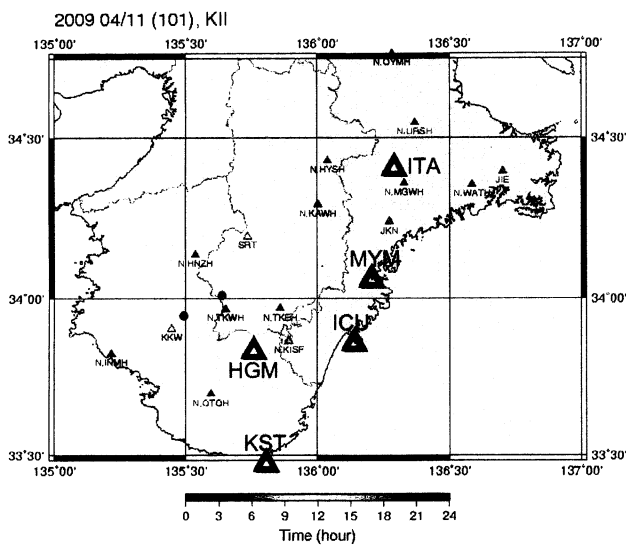 2009 04/11 (101), KII
135°00' 135°30' 136°00' 136°30' 137°00'
N.OYMH
N.URSH
34°30' 34°30'
N.HYSH
ITA
JIE
N.MGWH
N.WATH
N.KAWH
JKN
SRT
MYM
N.HNZH
34°00' 34°00'
N.TKWH
N.TKEH
ICU
KKW
N.KISF
N.INMH
HGM
N.OTOH
KST
33°30' 33°30'
135°00' 135°30' 136°00' 136°30' 137°00'
0 3 6 9 12 15 18 21 24
Time (hour)